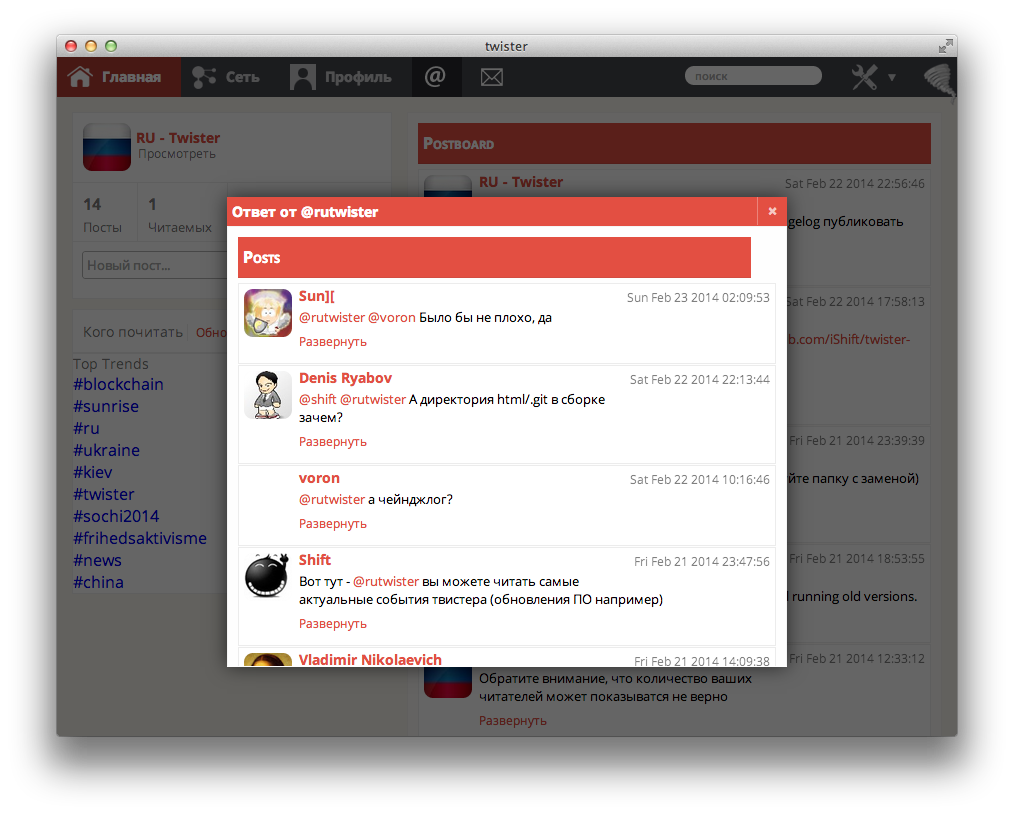 twister
Главная
Сеть
Профиль
@
поиск
RU - Twister
Просмотреть
14
Посты
1
Читаемых
Новый пост...
Кого почитать
Обно
Top Trends
#blockchain
#sunrise
#ru
#ukraine
#kiev
#twister
#sochi2014
#frihedsaktivisme
#news
#china
Postboard
RU - Twister
Sat Feb 22 2014 22:56:46
gelog публиковать
Sat Feb 22 2014 17:58:13
b.com/iShift/twister-
Fri Feb 21 2014 23:39:39
йте папку с заменой)
Fri Feb 21 2014 18:53:55
running old versions.
Fri Feb 21 2014 12:33:12
Обратите внимание, что количество ваших
читателей может показыватся не верно
Развернуть
Ответ от @rutwister
Posts
Sun][
Sun Feb 23 2014 02:09:53
@rutwister @voron Было бы не плохо, да
Развернуть
Denis Ryabov
Sat Feb 22 2014 22:13:44
@shift @rutwister А директория html/.git в сборке
зачем?
Развернуть
voron
Sat Feb 22 2014 10:16:46
@rutwister а чейнджлог?
Развернуть
Shift
Fri Feb 21 2014 23:47:56
Вот тут - @rutwister вы можете читать самые
актуальные события твистера (обновления ПО например)
Развернуть
Vladimir Nikolaevich
Fri Feb 21 2014 14:09:38